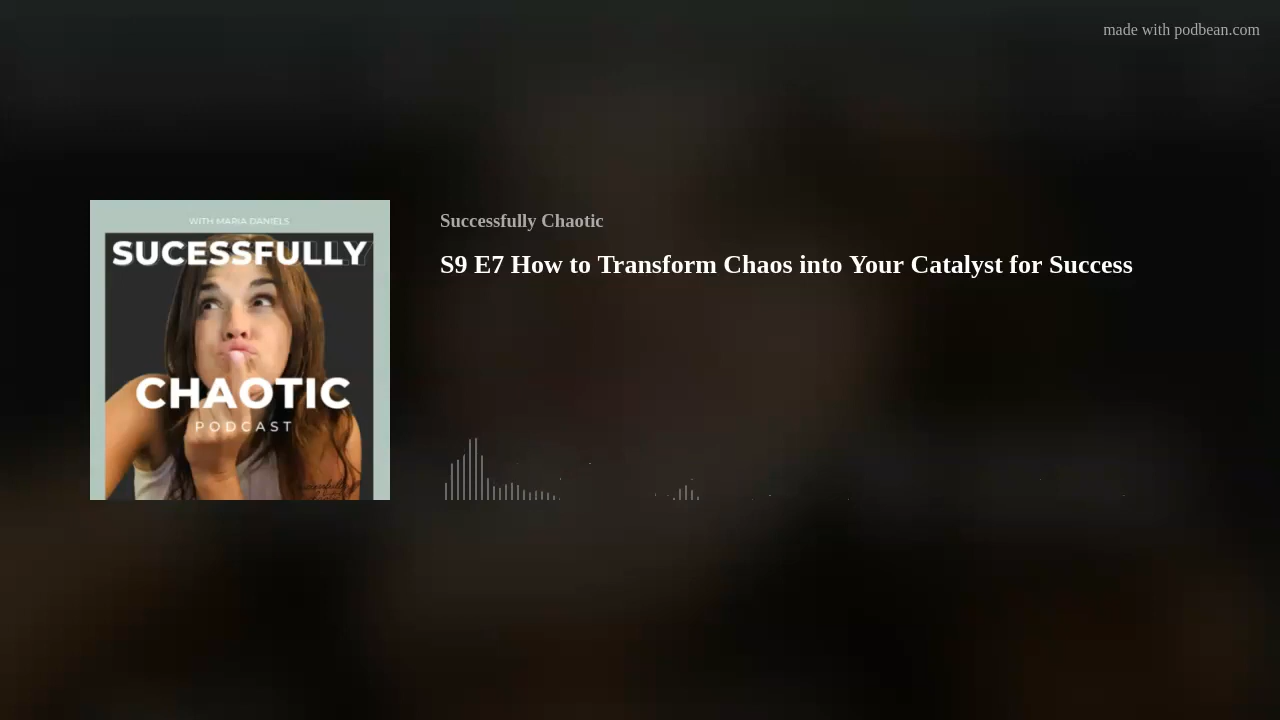 made with podbean.com
WITH MARIA DANIELS
SUCESSFULLY
CHAOTIC
PODCAST
Successfully Chaotic
S9 E7 How to Transform Chaos into Your Catalyst for Success